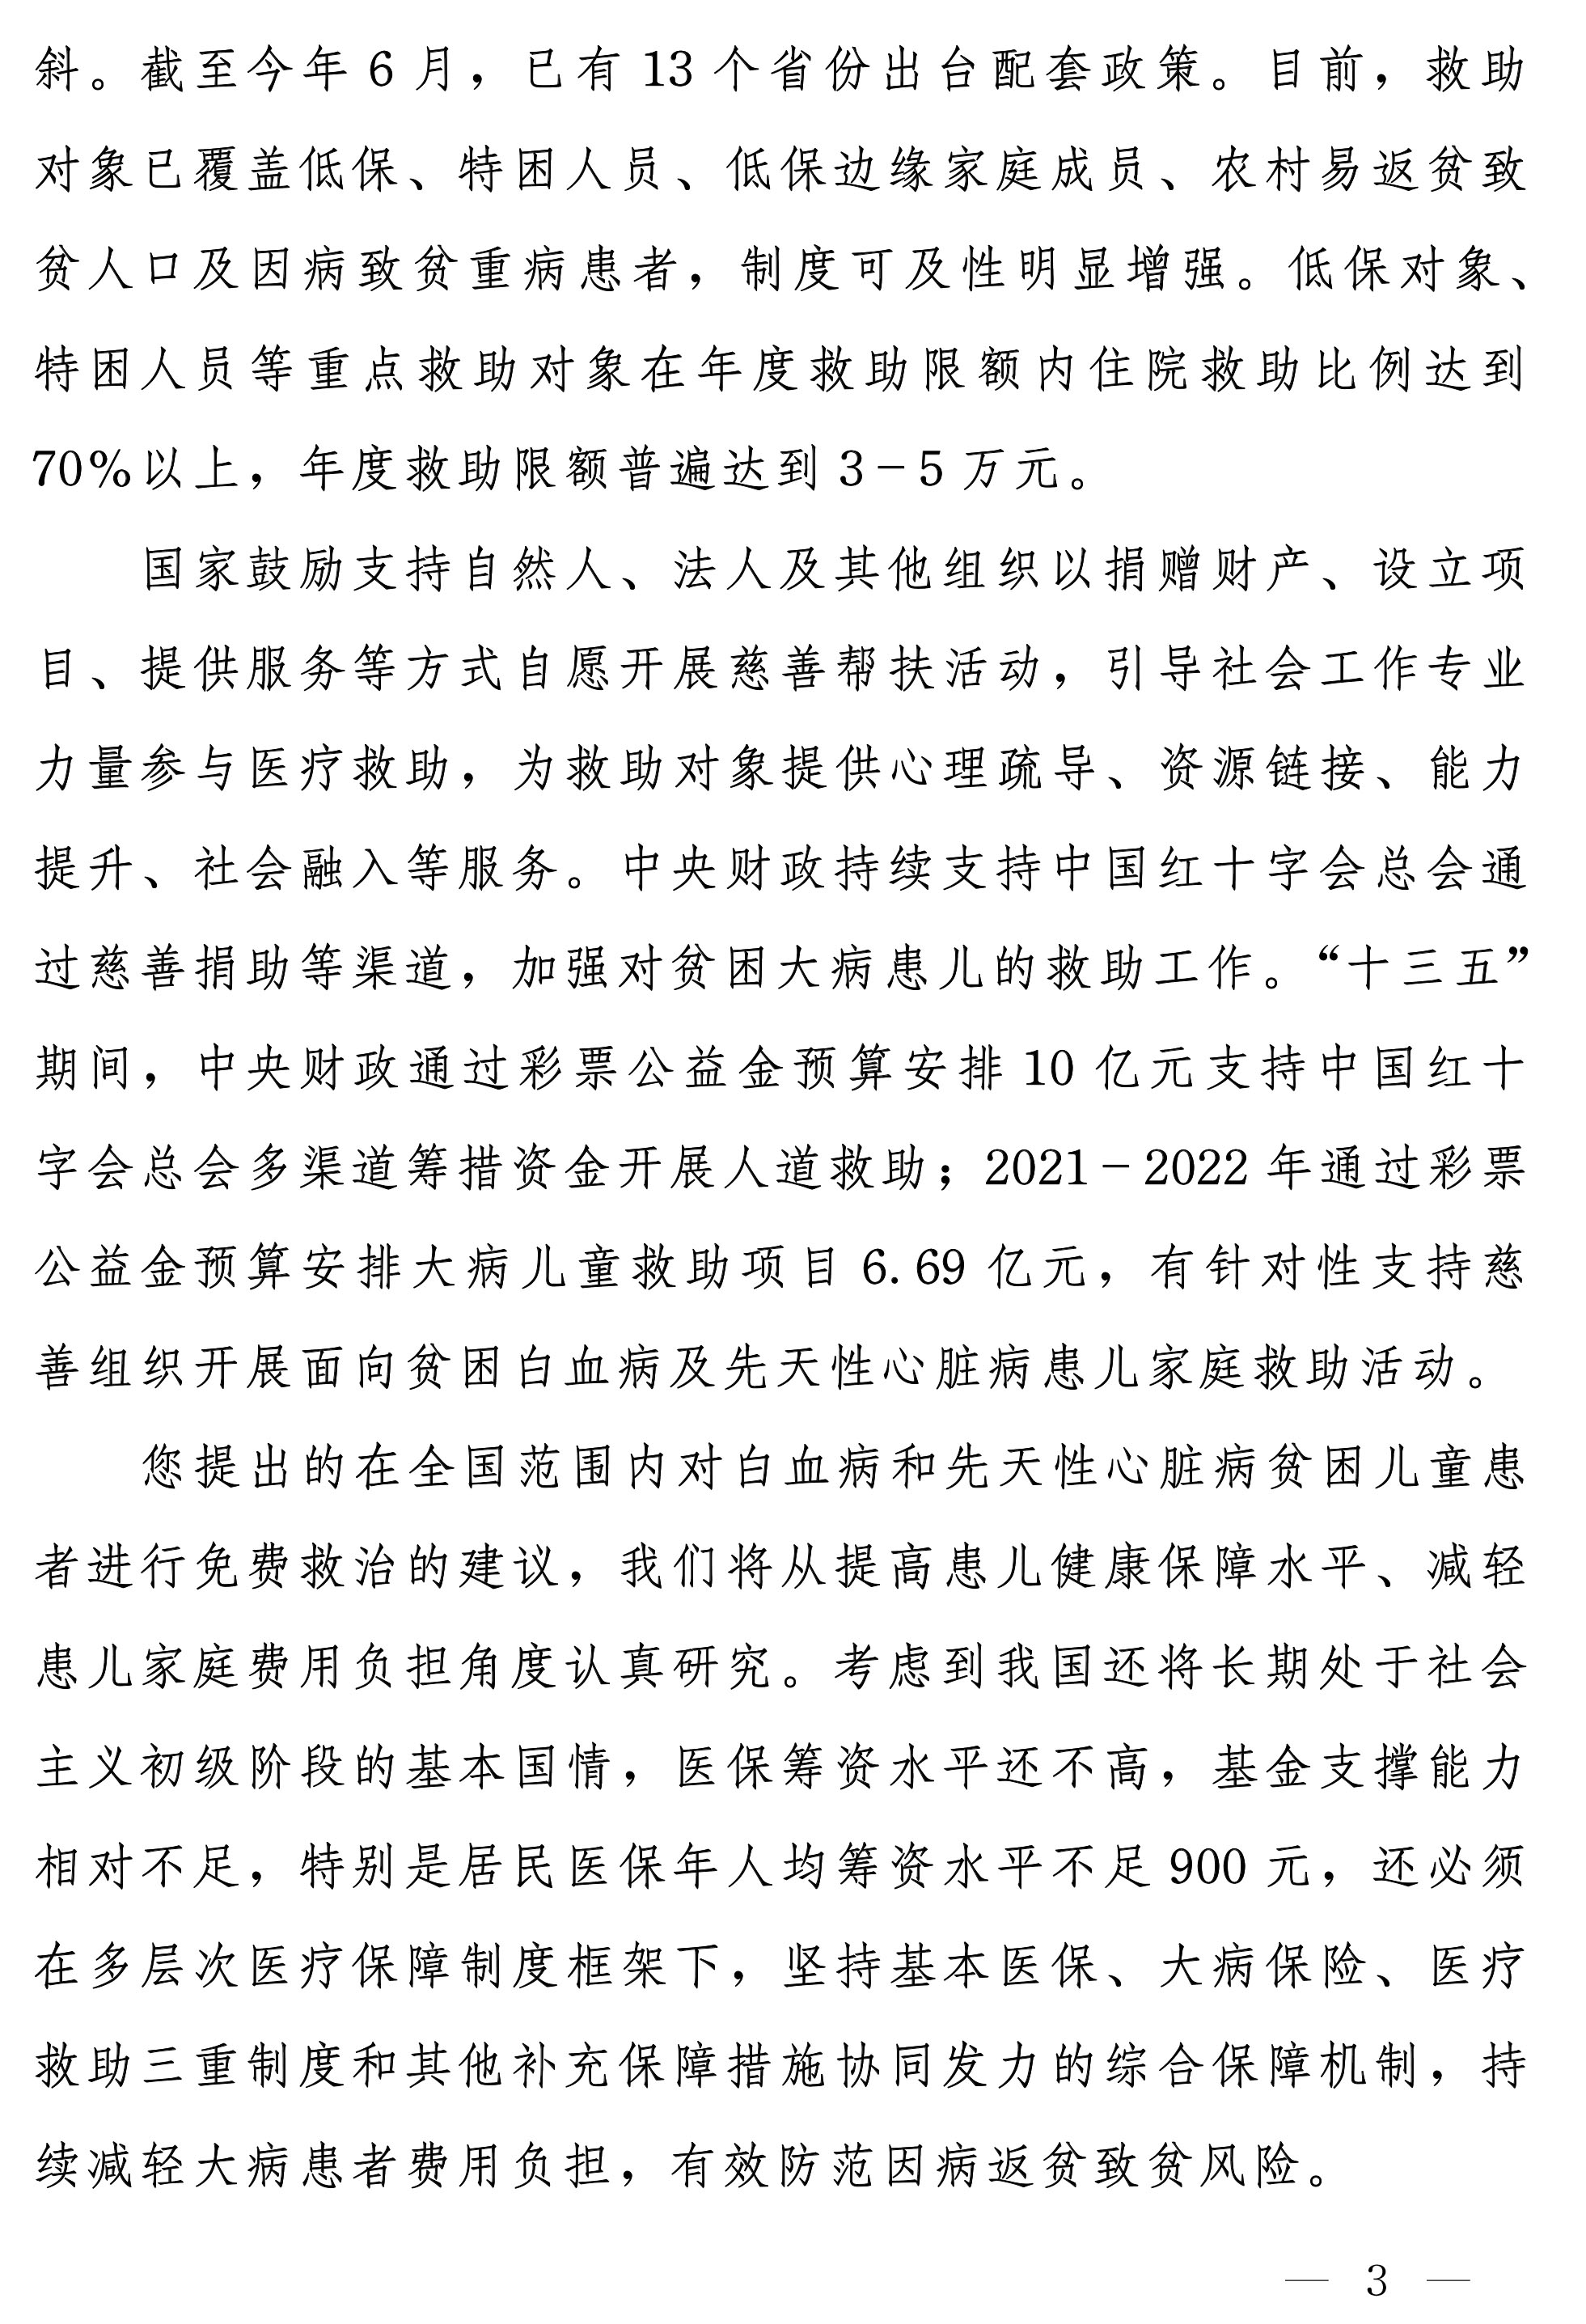 斜。截至今年 6 月，已有 13 个省份出台配套政策。目前，救助
对象已覆盖低保、特困人员、低保边缘家庭成员、农村易返贫致
贫人口及因病致贫重病患者，制度可及性明显增强。低保对象、
特困人员等重点救助对象在年度救助限额内住院救助比例达到
70%以上，年度救助限额普遍达到 3－5 万元。
国家鼓励支持自然人、法人及其他组织以捐赠财产、设立项
目、提供服务等方式自愿开展慈善帮扶活动，引导社会工作专业
力量参与医疗救助，为救助对象提供心理疏导、资源链接、能力
提升、社会融入等服务。中央财政持续支持中国红十字会总会通
过慈善捐助等渠道，加强对贫困大病患儿的救助工作。“十三五”
期间，中央财政通过彩票公益金预算安排 10 亿元支持中国红十
字会总会多渠道筹措资金开展人道救助；2021－2022 年通过彩票
公益金预算安排大病儿童救助项目 6.69 亿元，有针对性支持慈
善组织开展面向贫困白血病及先天性心脏病患儿家庭救助活动。
您提出的在全国范围内对白血病和先天性心脏病贫困儿童患
者进行免费救治的建议，我们将从提高患儿健康保障水平、减轻
患儿家庭费用负担角度认真研究。考虑到我国还将长期处于社会
主义初级阶段的基本国情，医保筹资水平还不高，基金支撑能力
相对不足，特别是居民医保年人均筹资水平不足 900 元，还必须
在多层次医疗保障制度框架下，坚持基本医保、大病保险、医疗
救助三重制度和其他补充保障措施协同发力的综合保障机制，持
续减轻大病患者费用负担，有效防范因病返贫致贫风险。
— 3 —